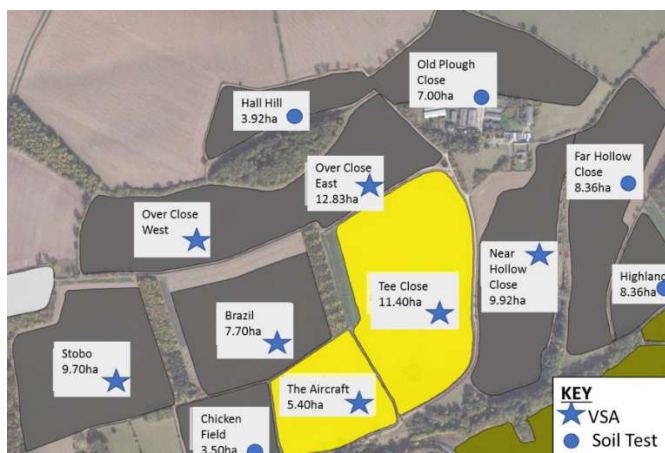 Old Plough
Close
7.00ha
Hall Hill
3.92ha
Far Hollow
Close
8.36ha
Over Close
East
12.83ha
Over Close
West
Near
Hollow
Close
9.92ha
Highland
8.36ha
Tee Close
11.40ha
Brazil
7.70ha
Stobo
9.70ha
The Aircraft
5.40ha
Chicken
Field
3.50ha
KEY
VSA
Soil Test